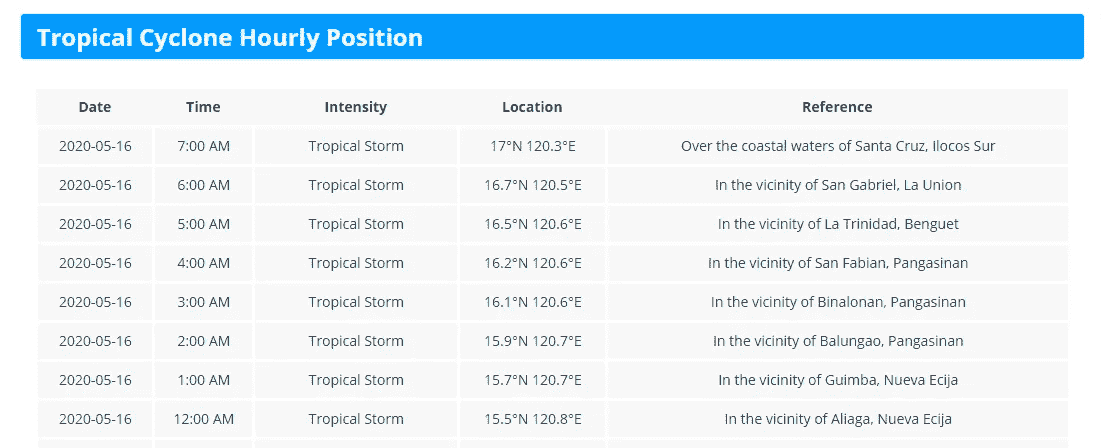 Tropical Cyclone Hourly Position
Date Time Intensity Location Reference
2020-05-16 7:00 AM Tropical Storm 17°N 120.3°E Over the coastal waters of Santa Cruz, Ilocos Sur
2020-05-16 6:00 AM Tropical Storm 16.7°N 120.5°E In the vicinity of San Gabriel, La Union
2020-05-16 5:00 AM Tropical Storm 16.5°N 120.6°E In the vicinity of La Trinidad, Benguet
2020-05-16 4:00 AM Tropical Storm 16.2°N 120.6°E In the vicinity of San Fabian, Pangasinan
2020-05-16 3:00 AM Tropical Storm 16.1°N 120.6°E In the vicinity of Binalonan, Pangasinan
2020-05-16 2:00 AM Tropical Storm 15.9°N 120.7°E In the vicinity of Balungao, Pangasinan
2020-05-16 1:00 AM Tropical Storm 15.7°N 120.7°E In the vicinity of Guimba, Nueva Ecija
2020-05-16 12:00 AM Tropical Storm 15.5°N 120.8°E In the vicinity of Aliaga, Nueva Ecija